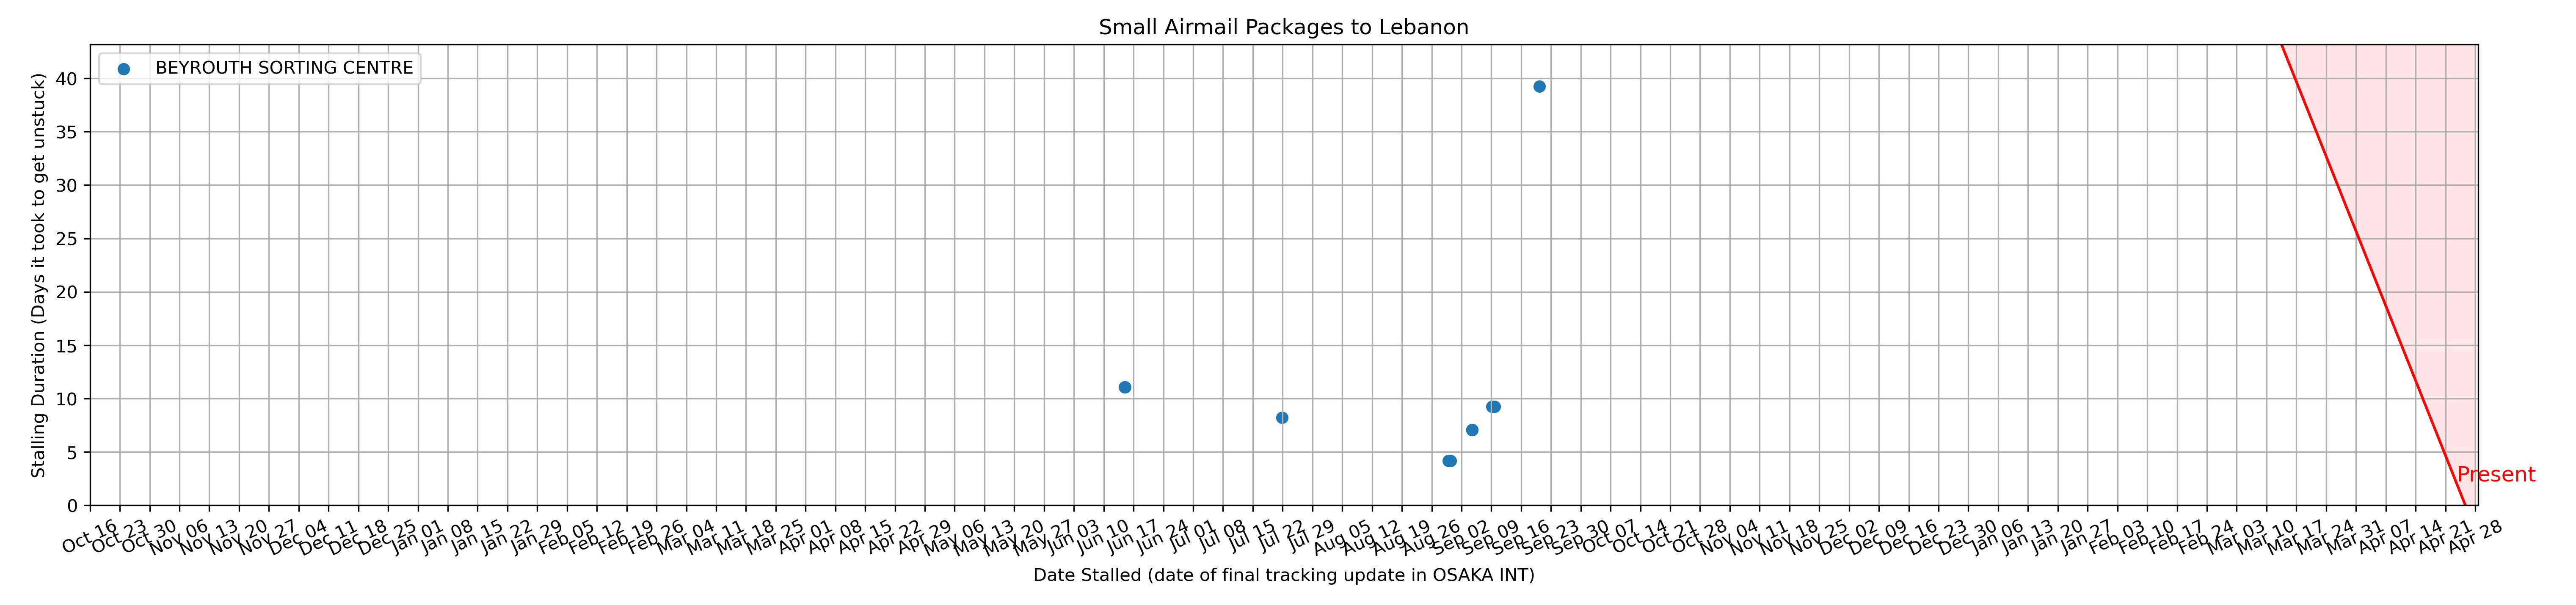 Small Airmail Packages to Lebanon
BEYROUTH SORTING CENTRE
Stalling Duration (Days it took to get unstuck)
40
35
30
25
20
15
10
5
0
Present
Oct 16
Oct 23
Oct 30
Nov 06
Nov 13
Nov 20
Nov 27
Dec 04
Dec 11
Dec 18
Dec 25
Jan 01
Jan 08
Jan 15
Jan 22
Jan 29
Feb 05
Feb 12
Feb 19
Feb 26
Mar 04
Mar 11
Mar 18
Mar 25
Apr 01
Apr 08
Apr 15
Apr 22
Apr 29
May 06
May 13
May 20
May 27
Jun 03
Jun 10
Jun 17
Jun 24
Jul 01
Jul 08
Jul 15
Jul 22
Jul 29
Aug 05
Aug 12
Aug 19
Aug 26
Sep 02
Sep 09
Sep 16
Sep 23
Sep 30
Oct 07
Oct 14
Oct 21
Oct 28
Nov 04
Nov 11
Nov 18
Nov 25
Dec 02
Dec 09
Dec 16
Dec 23
Dec 30
Jan 06
Jan 13
Jan 20
Jan 27
Feb 03
Feb 10
Feb 17
Feb 24
Mar 03
Mar 10
Mar 17
Mar 24
Mar 31
Apr 07
Apr 14
Apr 21
Apr 28
Date Stalled (date of final tracking update in OSAKA INT)